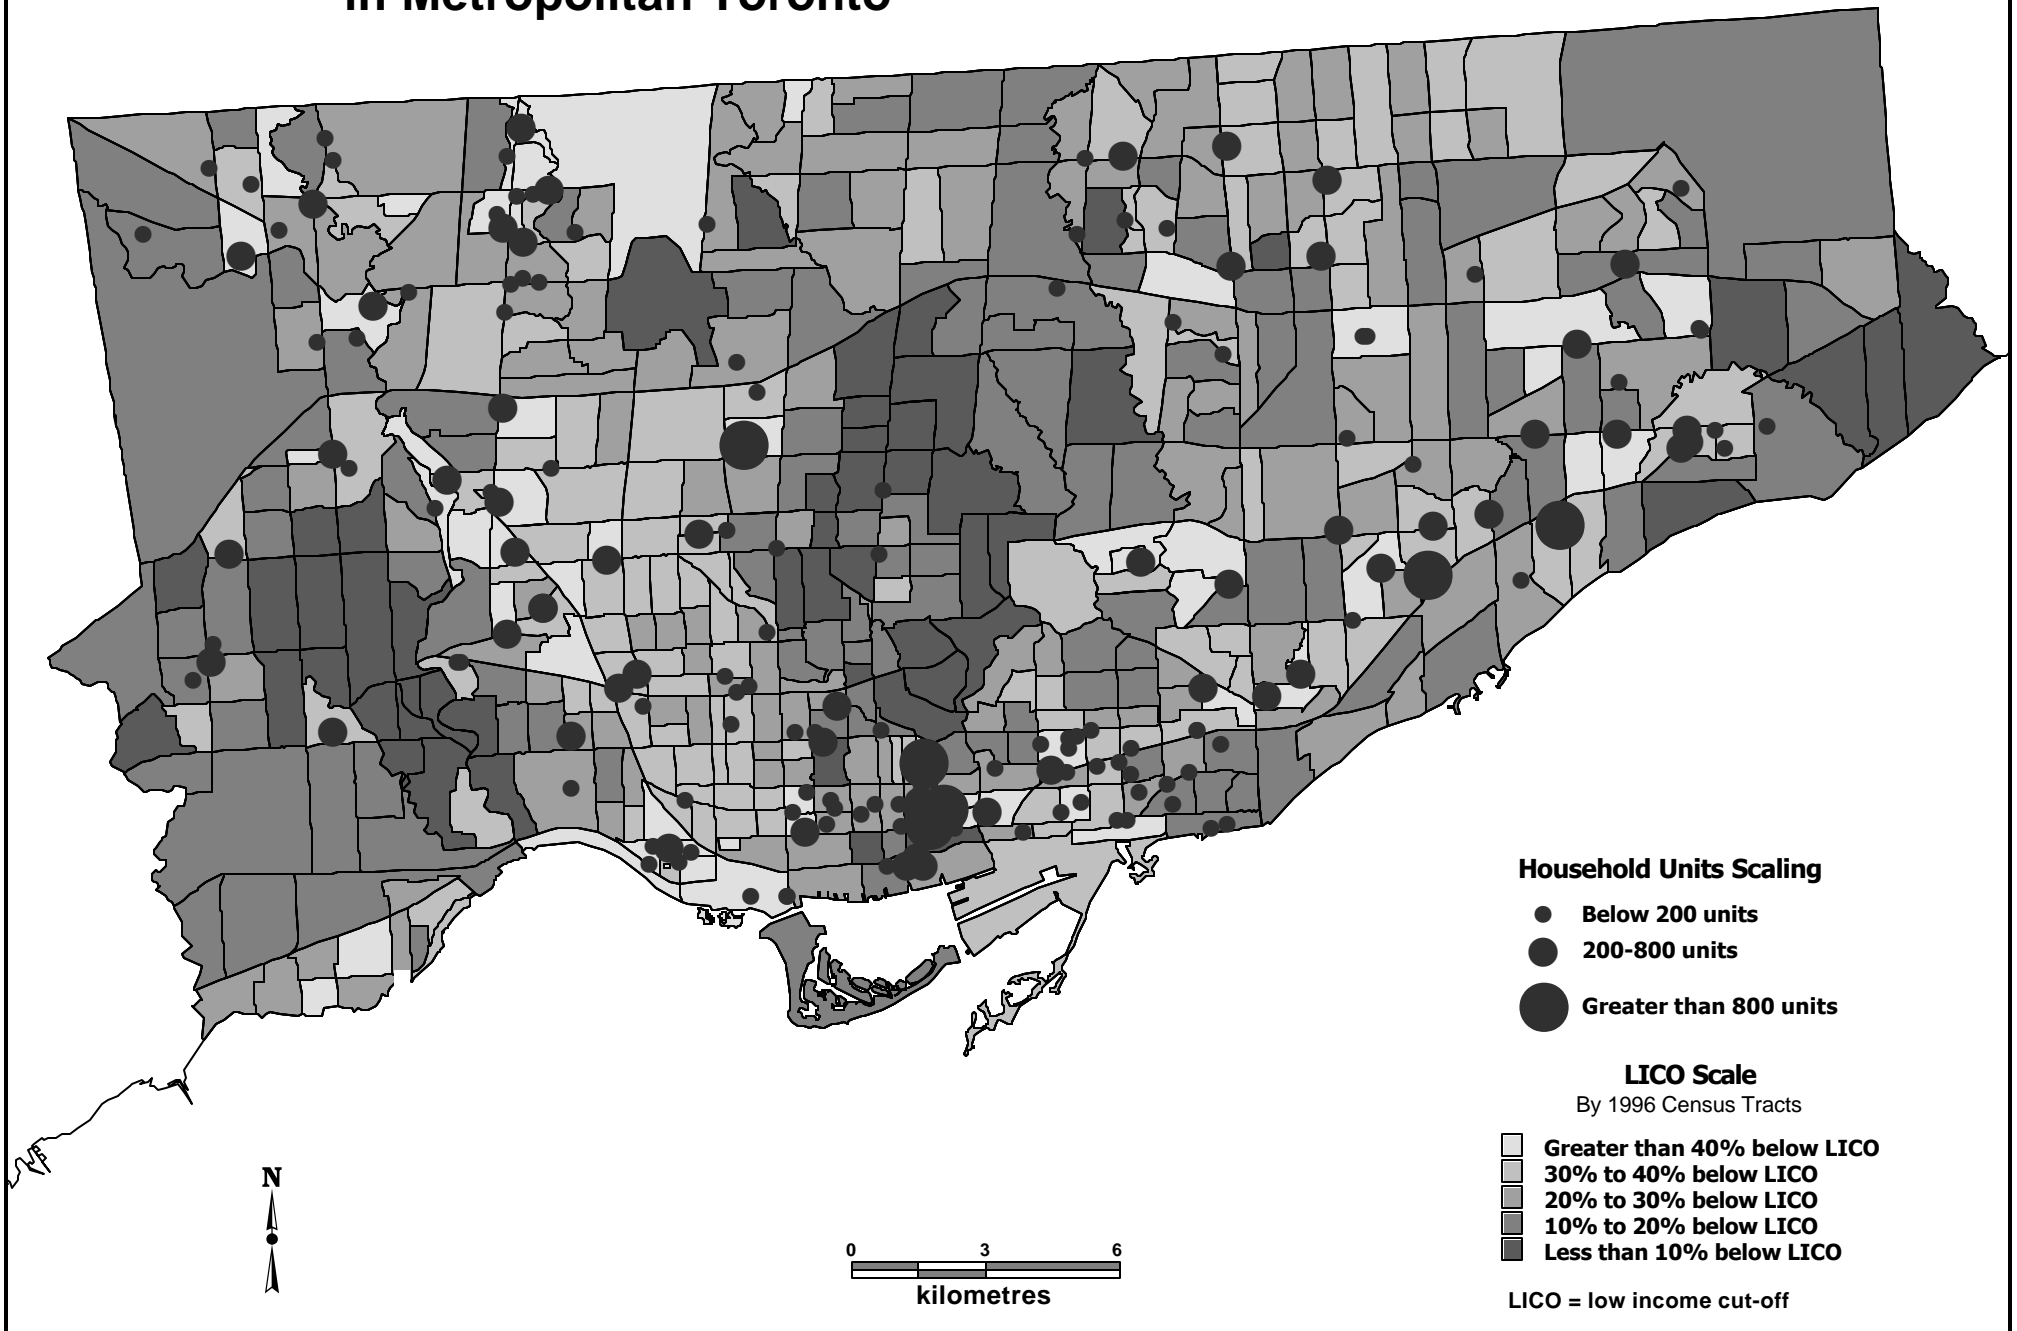 in Metropolitan Toronto
Household Units Scaling
Below 200 units
200-800 units
Greater than 800 units
LICO Scale
By 1996 Census Tracts
Greater than 40% below LICO
30% to 40% below LICO
20% to 30% below LICO
10% to 20% below LICO
Less than 10% below LICO
LICO = low income cut-off
N
0 3 6
kilometres